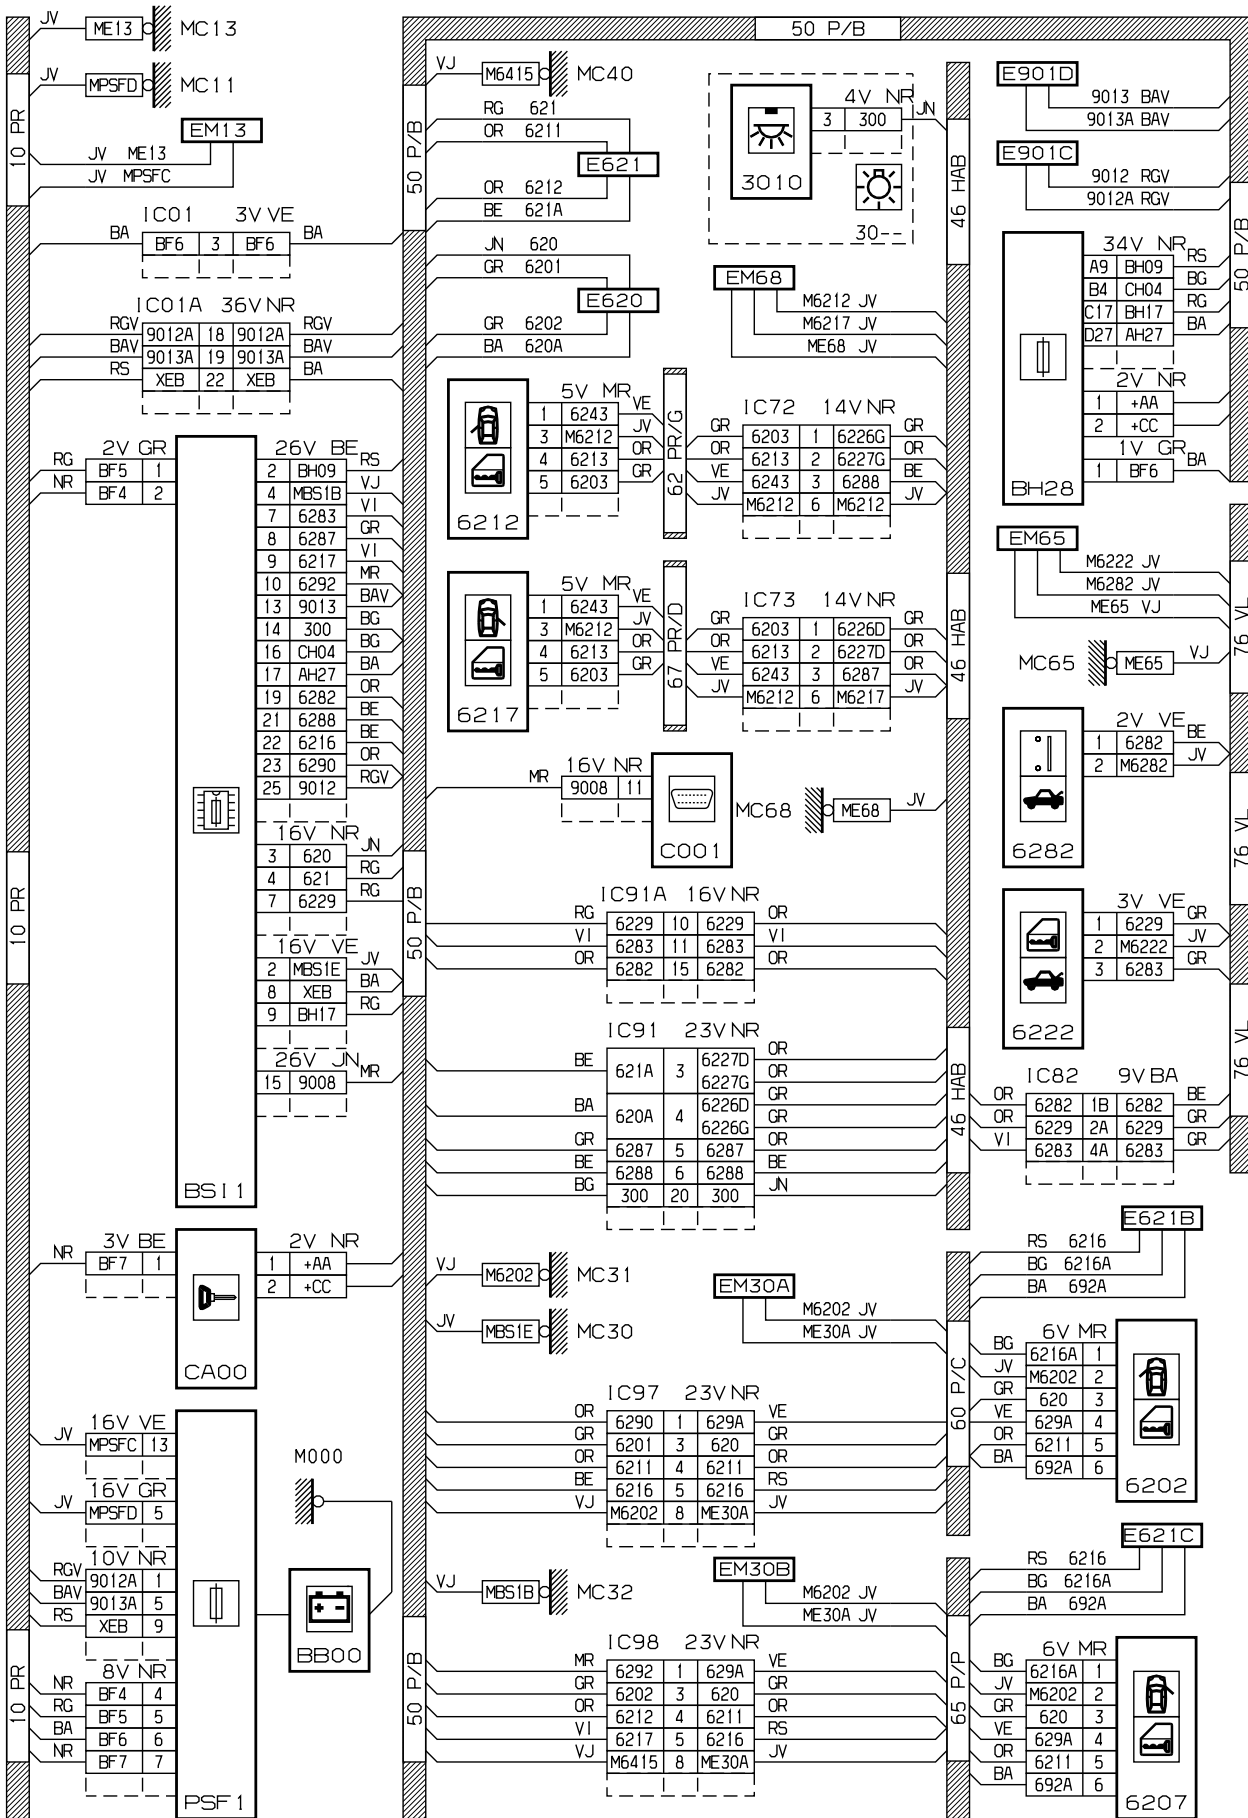 50 P/B
JV ME13 MC13
JV MPSFD MC11
10 PR
EM13
JV ME13
JV MPSFC
IC01 3V VE
BA BF6 3 BF6 BA
IC01A 36V NR
RGV 9012A 18 9012A RGV
BAV 9013A 19 9013A BAV
RS XEB 22 XEB BA
2V GR
RG BF5 1
NR BF4 2
26V BE
2 BH09 RS
4 MBS1B VJ
7 6283 VI
8 6287 GR
9 6217 VI
10 6292 MR
13 9013 BAV
14 300 BG
16 CH04 BG
17 AH27 BA
19 6282 OR
21 6288 BE
22 6216 BE
23 6290 OR
25 9012 RGV
16V NR
3 620 JN
4 621 RG
7 6229 RG
16V VE
2 MBS1E JV
8 XEB BA
9 BH17 RG
26V JN
15 9008 MR
BSI1
10 PR
3V BE
NR BF7 1
2V NR
1 +AA
2 +CC
CA00
16V VE
JV MPSFC 13
16V GR
JV MPSFD 5
10V NR
RGV 9012A 1
BAV 9013A 5
RS XEB 9
8V NR
NR BF4 4
RG BF5 5
BA BF6 6
NR BF7 7
10 PR
PSF1
M000
BB00
50 P/B
VJ M6415 MC40
RG 621
OR 6211
E621
OR 6212
BE 621A
JN 620
GR 6201
E620
GR 6202
BA 620A
5V MR
1 6243 VE
3 M6212 JV
4 6213 OR
5 6203 GR
6212
62 PR/G
IC72 14V NR
GR 6203 1 6226G GR
OR 6213 2 6227G OR
VE 6243 3 6288 BE
JV M6212 6 M6212 JV
5V MR
1 6243 VE
3 M6212 JV
4 6213 OR
5 6203 GR
6217
67 PR/D
IC73 14V NR
GR 6203 1 6226D GR
OR 6213 2 6227D OR
VE 6243 3 6287 OR
JV M6212 6 M6217 JV
16V NR
MR 9008 11
C001
MC68 ME68 JV
50 P/B
IC91A 16V NR
RG 6229 10 6229 OR
VI 6283 11 6283 VI
OR 6282 15 6282 OR
IC91 23V NR
BE 621A 3 6227D OR
6227G OR
BA 620A 4 6226D GR
6226G GR
GR 6287 5 6287 OR
BE 6288 6 6288 BE
BG 300 20 300 JN
VJ M6202 MC31
JV MBS1E MC30
EM30A
M6202 JV
ME30A JV
IC97 23V NR
OR 6290 1 629A VE
GR 6201 3 620 GR
OR 6211 4 6211 OR
BE 6216 5 6216 RS
VJ M6202 8 ME30A JV
VJ MBS1B MC32
EM30B
M6202 JV
ME30A JV
50 P/B
IC98 23V NR
MR 6292 1 629A VE
GR 6202 3 620 GR
OR 6212 4 6211 OR
VI 6217 5 6216 RS
VJ M6415 8 ME30A JV
4V NR
3 300 JN
3010
30--
46 HAB
EM68
M6212 JV
M6217 JV
ME68 JV
46 HAB
46 HAB
E901D
9013 BAV
9013A BAV
E901C
9012 RGV
9012A RGV
50 P/B
34V NR
A9 BH09 RS
B4 CH04 BG
C17 BH17 RG
D27 AH27 BA
2V NR
1 +AA
2 +CC
1V GR
1 BF6 BA
BH28
EM65
M6222 JV
M6282 JV
ME65 VJ
76 VL
MC65 ME65 VJ
2V VE
1 6282 BE
2 M6282 JV
6282
76 VL
3V VE
1 6229 GR
2 M6222 JV
3 6283 GR
6222
76 VL
IC82 9V BA
OR 6282 1B 6282 BE
OR 6229 2A 6229 GR
VI 6283 4A 6283 GR
E621B
RS 6216
BG 6216A
BA 692A
60 P/C
6V MR
BG 6216A 1
JV M6202 2
GR 620 3
VE 629A 4
OR 6211 5
BA 692A 6
6202
E621C
RS 6216
BG 6216A
BA 692A
65 P/P
6V MR
BG 6216A 1
JV M6202 2
GR 620 3
VE 629A 4
OR 6211 5
BA 692A 6
6207